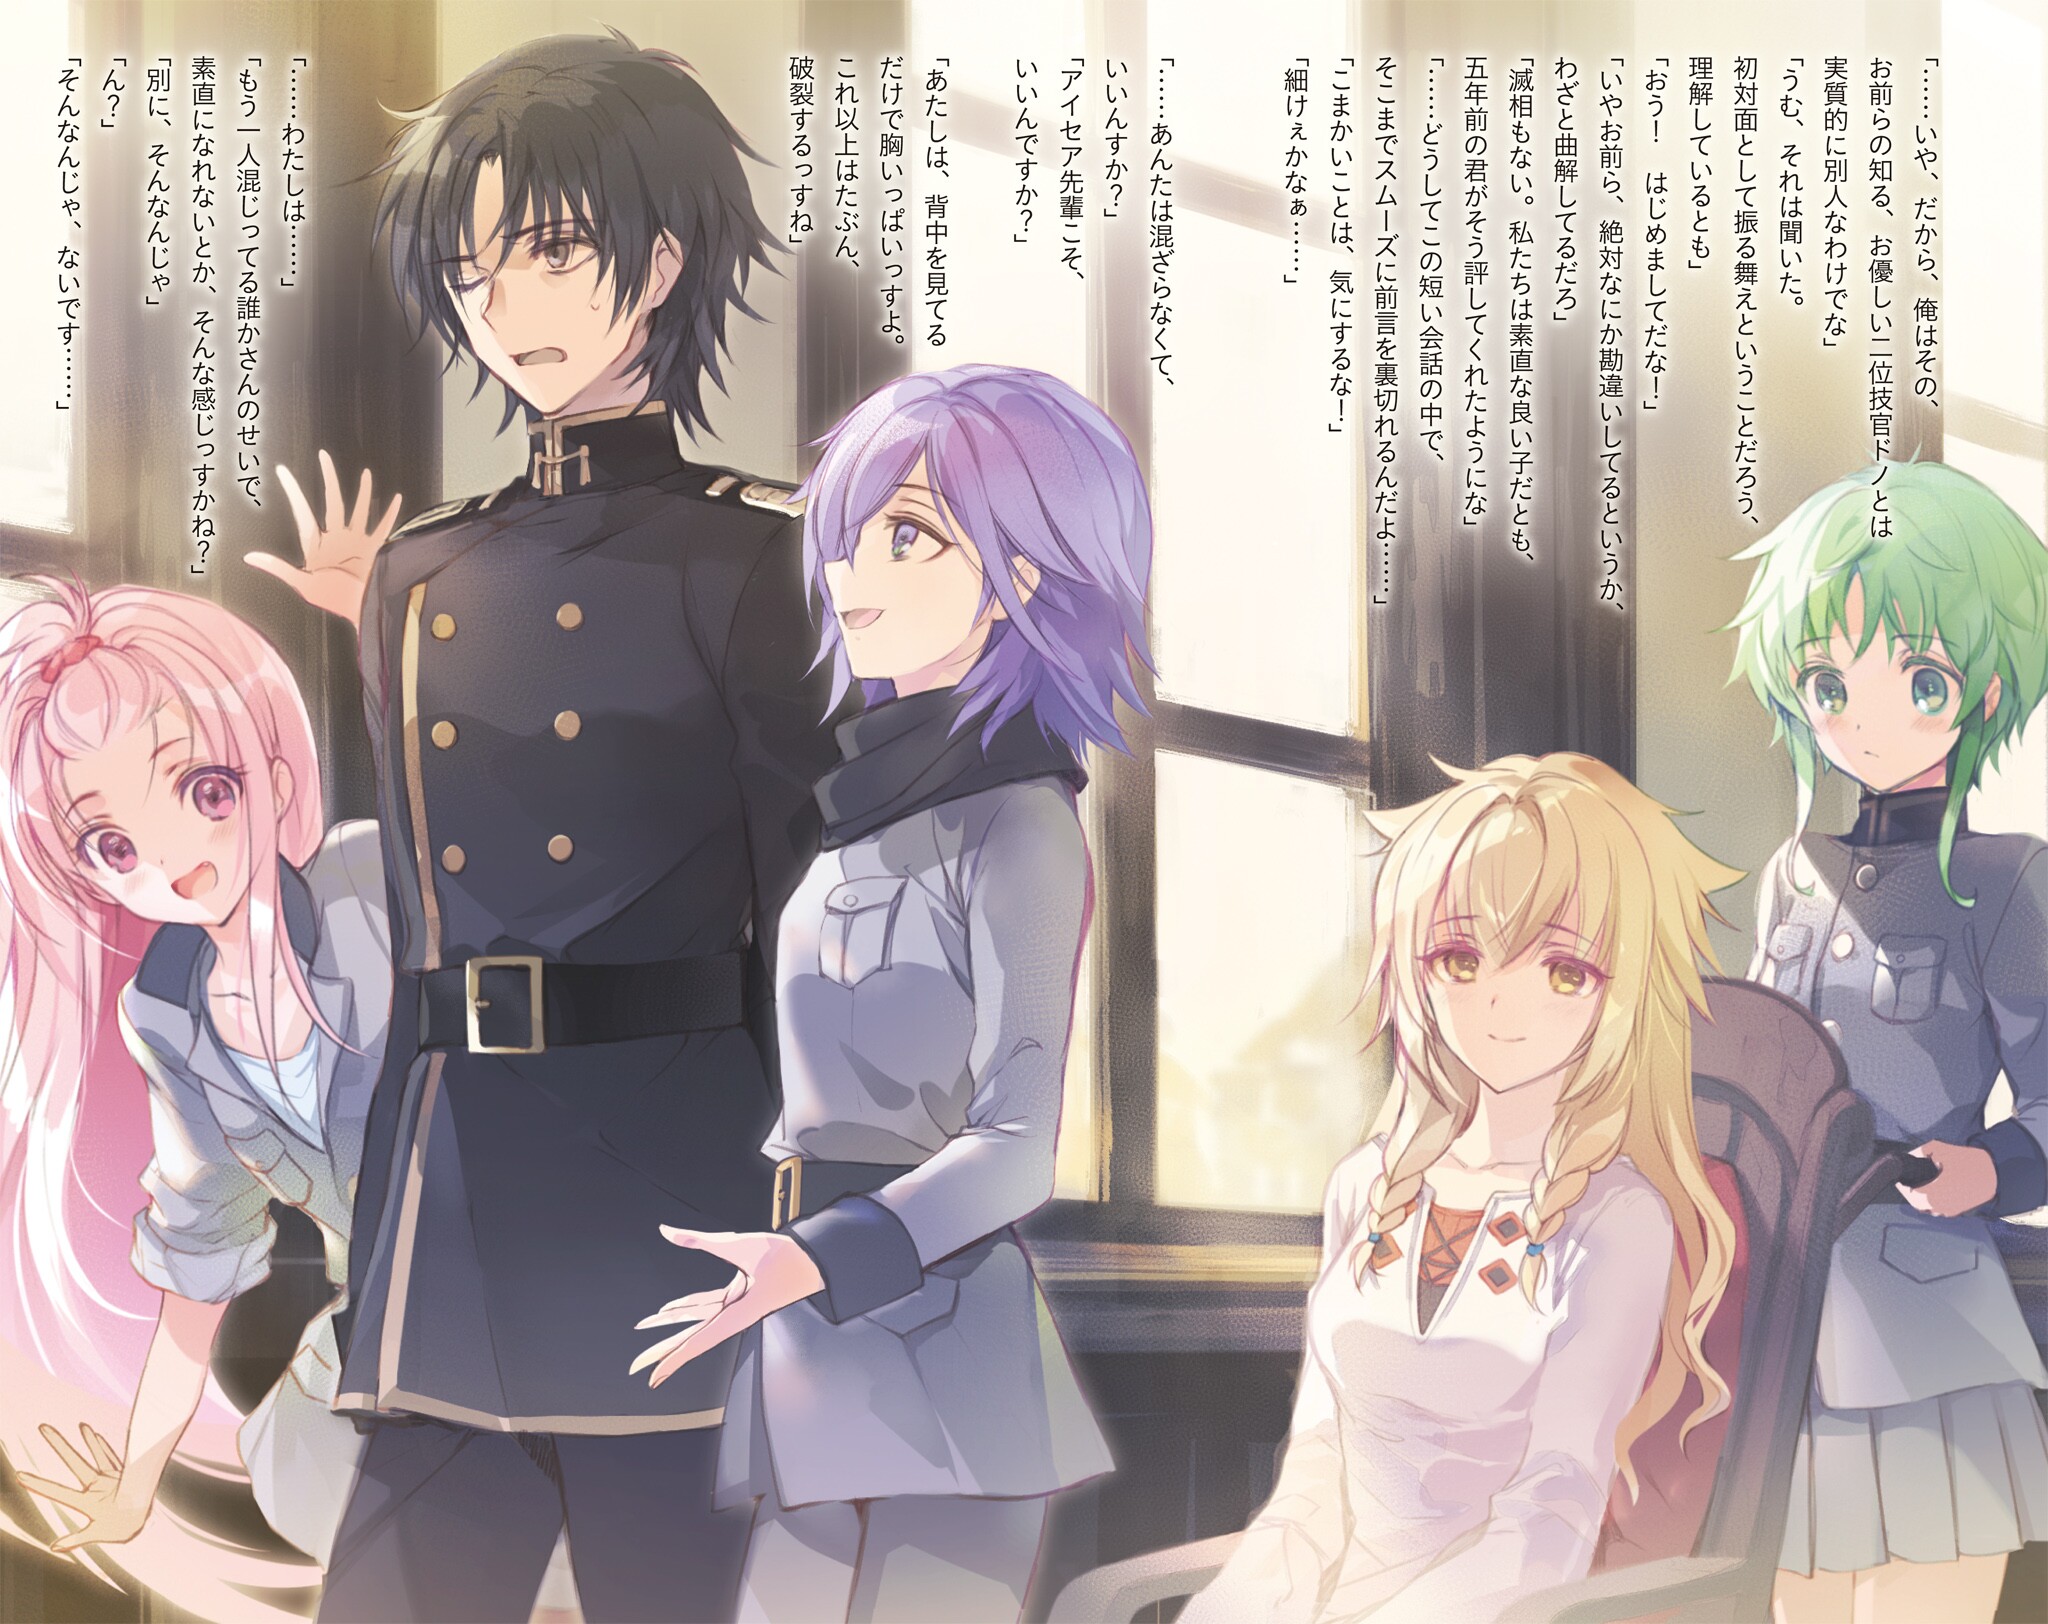 「……いや、だから、俺はその、
お前らの知る、お優しい二位技官ドノとは
実質的に別人なわけでな」
「うむ、それは聞いた。
初対面として振る舞えということだろう、
理解しているとも」
「おう！　はじめましてだな！」
「いやお前ら、絶対なにか勘違いしてるというか、
わざと曲解してるだろ」
「滅相もない。私たちは素直な良い子だとも、
五年前の君がそう評してくれたようにな」
「……どうしてこの短い会話の中で、
そこまでスムーズに前言を裏切れるんだよ……」
「こまかいことは、気にするな！」
「細けぇかなぁ……」
「……あんたは混ざらなくて、
いいんすか？」
「アイセア先輩こそ、
いいんですか？」
「あたしは、背中を見てる
だけで胸いっぱいっすよ。
これ以上はたぶん、
破裂するっすね」
「……わたしは……」
「もう一人混じってる誰かさんのせいで、
素直になれないとか、そんな感じっすかね？」
「別に、そんなんじゃ」
「ん？」
「そんなんじゃ、ないです……」